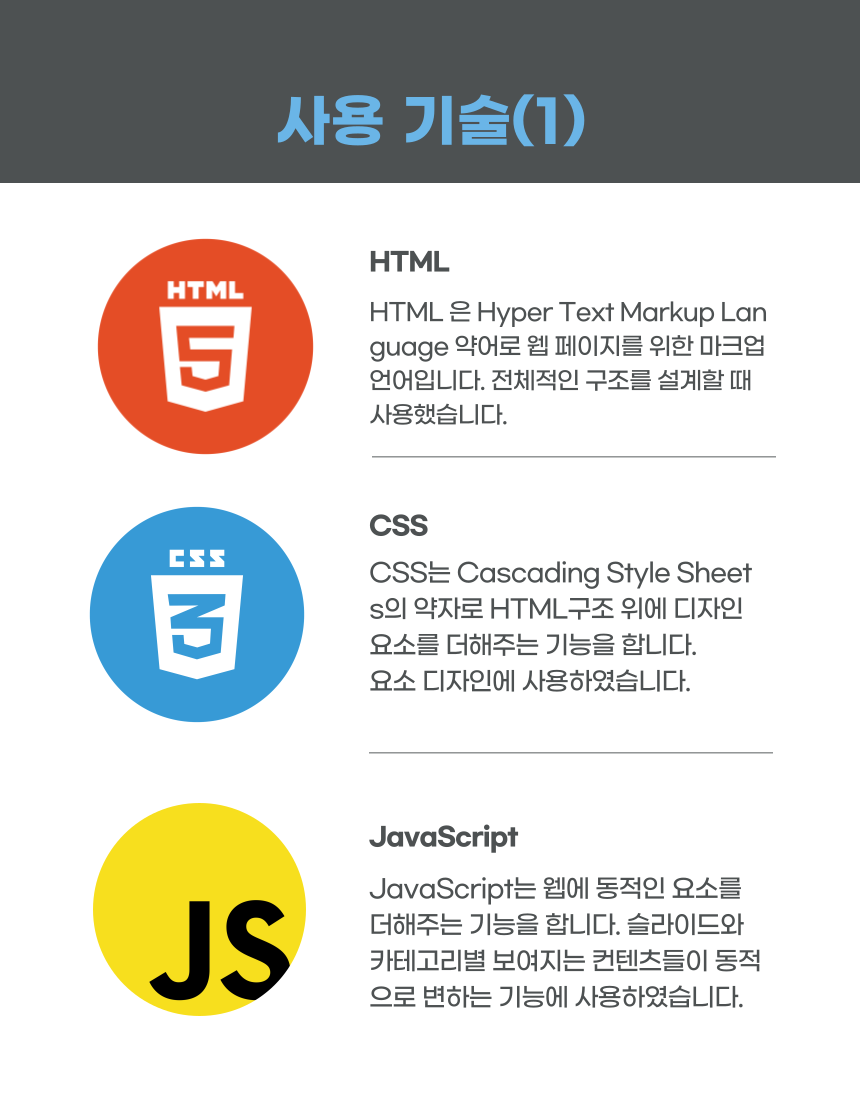 사용 기술(1)
HTML
HTML
5
HTML 은 Hyper Text Markup Lan
guage 약어로 웹 페이지를 위한 마크업
언어입니다. 전체적인 구조를 설계할 때
사용했습니다.
CSS
CSS
3
CSS는 Cascading Style Sheet
s의 약자로 HTML구조 위에 디자인
요소를 더해주는 기능을 합니다.
요소 디자인에 사용하였습니다.
JS
JavaScript
JavaScript는 웹에 동적인 요소를
더해주는 기능을 합니다. 슬라이드와
카테고리별 보여지는 컨텐츠들이 동적
으로 변하는 기능에 사용하였습니다.